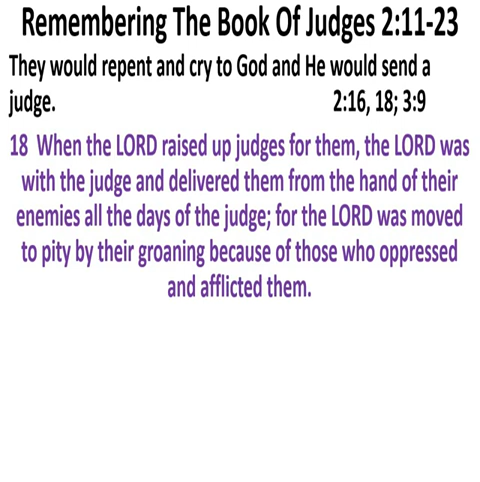 Remembering The Book Of Judges 2:11-23
They would repent and cry to God and He would send a
judge. 2:16, 18; 3:9
18 When the LORD raised up judges for them, the LORD was
with the judge and delivered them from the hand of their
enemies all the days of the judge; for the LORD was moved
to pity by their groaning because of those who oppressed
and afflicted them.